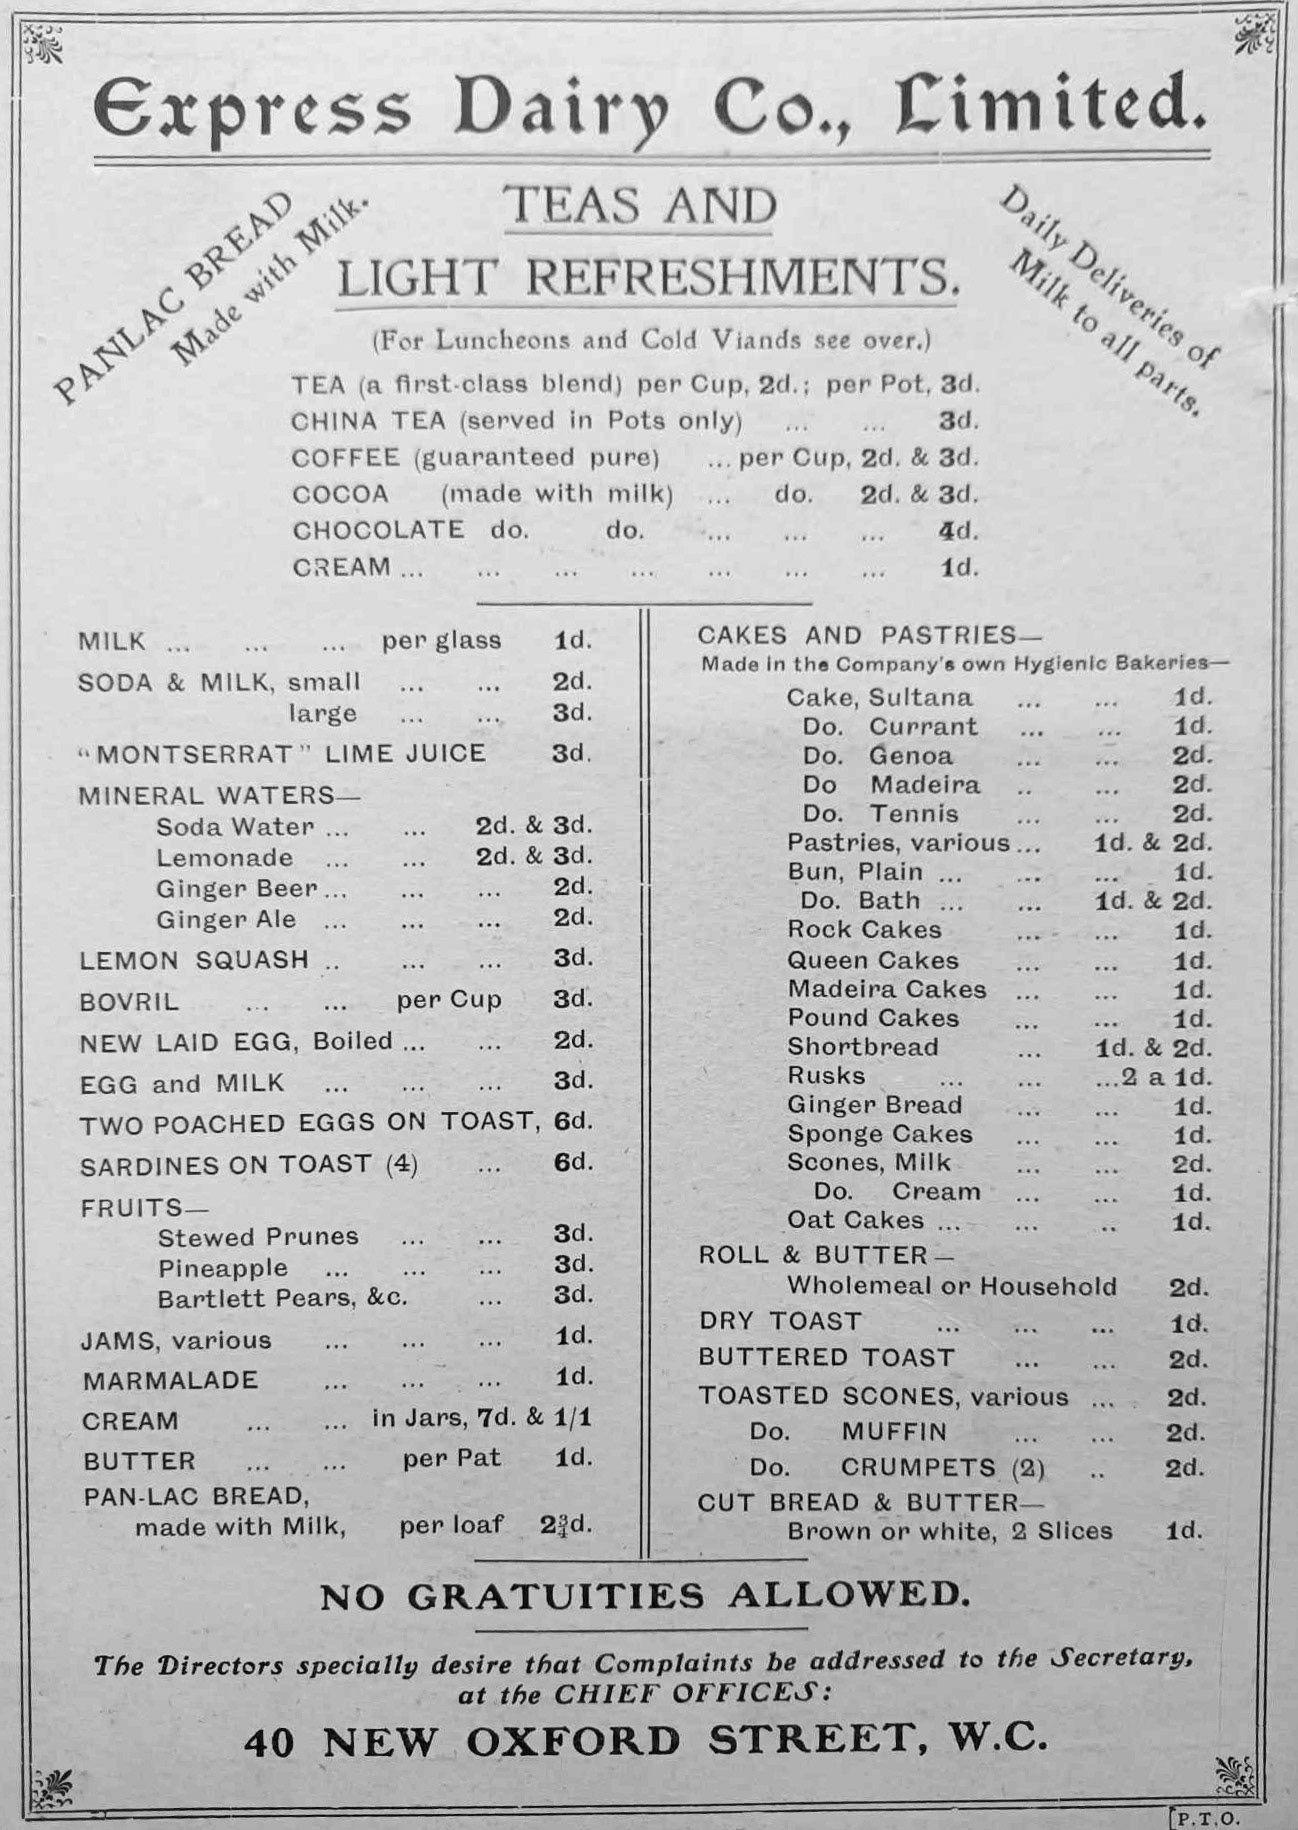 Express Dairy Co., Limited.
PANLAC BREAD
Made with Milk.
TEAS AND
LIGHT REFRESHMENTS.
Daily Deliveries of
Milk to all parts.
(For Luncheons and Cold Viands see over.)
TEA (a first-class blend) per Cup, 2d.; per Pot, 3d.
CHINA TEA (served in Pots only) ... ... 3d.
COFFEE (guaranteed pure) ... per Cup, 2d. & 3d.
COCOA (made with milk) ... do. 2d. & 3d.
CHOCOLATE do. do. ... ... ... 4d.
CREAM ... ... ... ... ... ... ... 1d.
MILK ... ... ... per glass 1d.
SODA & MILK, small ... ... 2d.
large ... ... 3d.
"MONTSERRAT" LIME JUICE 3d.
MINERAL WATERS—
Soda Water ... ... 2d. & 3d.
Lemonade ... ... 2d. & 3d.
Ginger Beer ... ... ... 2d.
Ginger Ale ... ... ... 2d.
LEMON SQUASH .. ... ... 3d.
BOVRIL ... ... per Cup 3d.
NEW LAID EGG, Boiled ... ... 2d.
EGG and MILK ... ... ... 3d.
TWO POACHED EGGS ON TOAST, 6d.
SARDINES ON TOAST (4) ... 6d.
FRUITS—
Stewed Prunes ... ... 3d.
Pineapple ... ... ... 3d.
Bartlett Pears, &c. ... 3d.
JAMS, various ... ... ... 1d.
MARMALADE ... ... ... 1d.
CREAM ... ... in Jars, 7d. & 1/1
BUTTER ... ... per Pat 1d.
PAN-LAC BREAD,
made with Milk, per loaf 2¾d.
CAKES AND PASTRIES—
Made in the Company's own Hygienic Bakeries—
Cake, Sultana ... ... 1d.
Do. Currant ... ... 1d.
Do. Genoa ... ... 2d.
Do Madeira .. ... 2d.
Do. Tennis ... ... 2d.
Pastries, various ... 1d. & 2d.
Bun, Plain ... ... ... 1d.
Do. Bath ... ... 1d. & 2d.
Rock Cakes ... ... 1d.
Queen Cakes ... ... 1d.
Madeira Cakes ... ... 1d.
Pound Cakes ... ... 1d.
Shortbread ... 1d. & 2d.
Rusks ... ... ...2 a 1d.
Ginger Bread ... ... 1d.
Sponge Cakes ... ... 1d.
Scones, Milk ... ... 2d.
Do. Cream ... ... 1d.
Oat Cakes ... ... .. 1d.
ROLL & BUTTER—
Wholemeal or Household 2d.
DRY TOAST ... ... ... 1d.
BUTTERED TOAST ... ... 2d.
TOASTED SCONES, various ... 2d.
Do. MUFFIN ... ... 2d.
Do. CRUMPETS (2) .. 2d.
CUT BREAD & BUTTER—
Brown or white, 2 Slices 1d.
NO GRATUITIES ALLOWED.
The Directors specially desire that Complaints be addressed to the Secretary,
at the CHIEF OFFICES:
40 NEW OXFORD STREET, W.C.
[P.T.O.